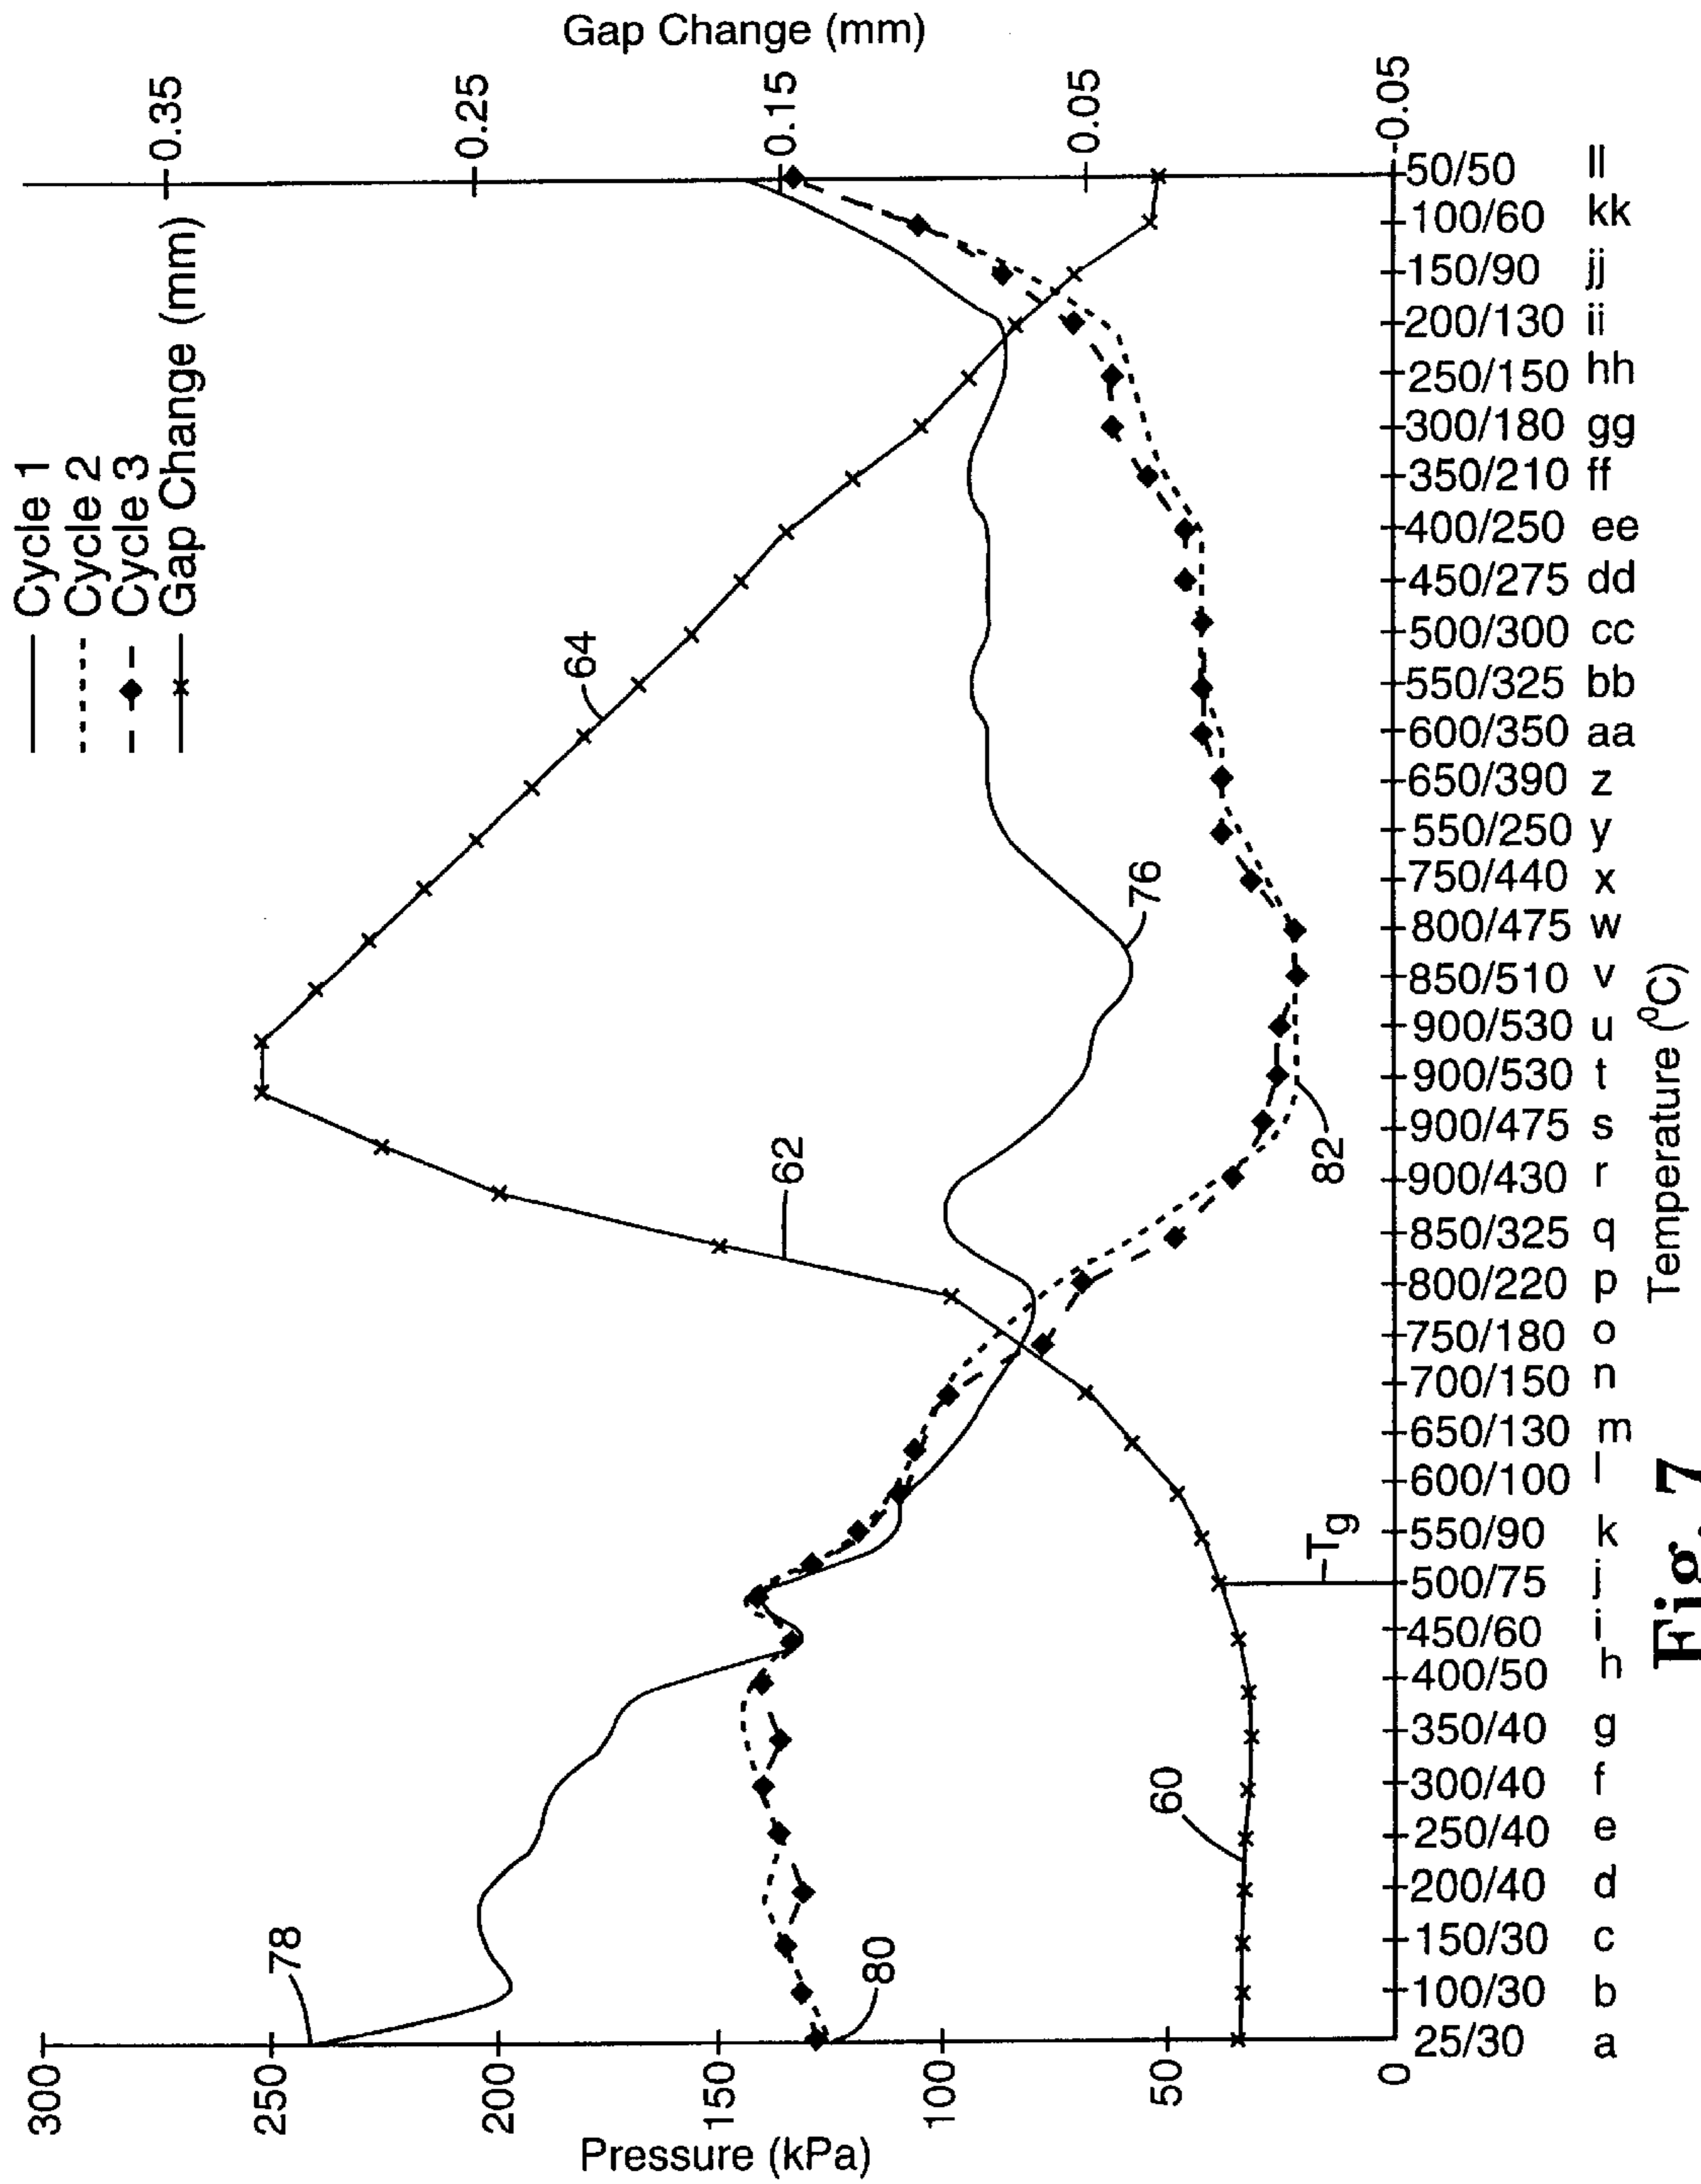 Cycle 1
Cycle 2
Cycle 3
Gap Change (mm)
Pressure (kPa)
300
250
200
150
100
50
0
Gap Change (mm)
0.35
0.25
0.15
0.05
-0.05
78
80
60
62
64
76
82
Tg
25/30 a
100/30 b
150/30 c
200/40 d
250/40 e
300/40 f
350/40 g
400/50 h
450/60 i
500/75 j
550/90 k
600/100 l
650/130 m
700/150 n
750/180 o
800/220 p
850/325 q
900/430 r
900/475 s
900/530 t
900/530 u
850/510 v
800/475 w
750/440 x
550/250 y
650/390 z
600/350 aa
550/325 bb
500/300 cc
450/275 dd
400/250 ee
350/210 ff
300/180 gg
250/150 hh
200/130 ii
150/90 jj
100/60 kk
50/50 ll
Temperature (⁰C)
Fig. 7